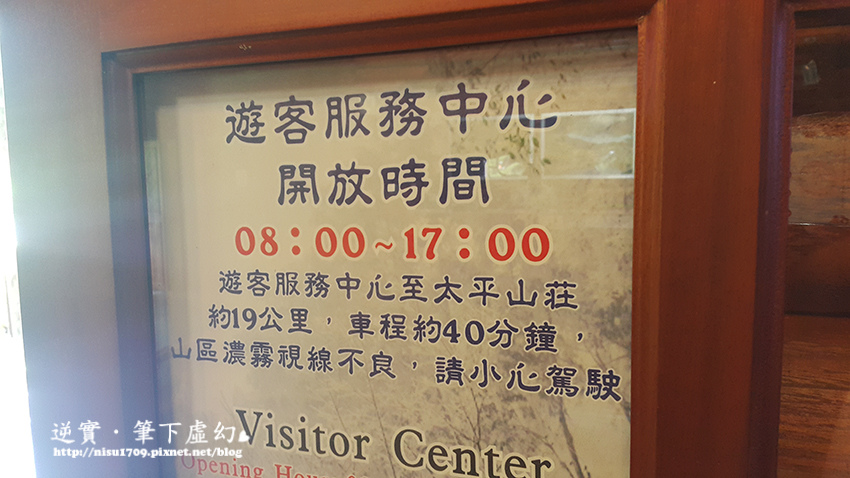 遊客服務中心
開放時間
08:00~17:00
遊客服務中心至太平山莊
約19公里，車程約40分鐘，
山區濃霧視線不良，請小心駕駛
Visitor Center
Opening
逆實·筆下虛幻
http://nisu1709.pixnet.net/blog